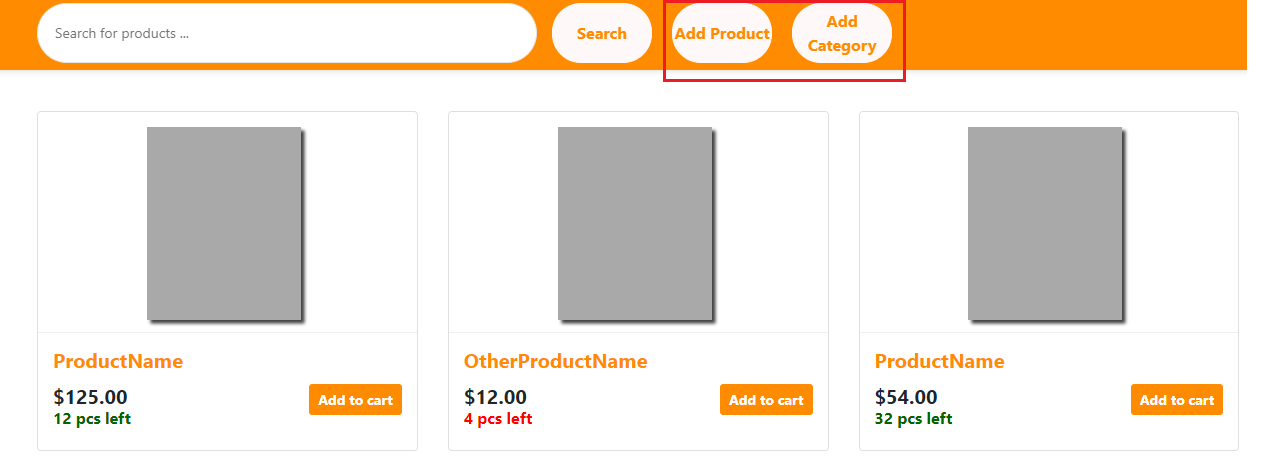 Search for products ...
Search
Add Product
Add
Category
ProductName
$125.00
12 pcs left
Add to cart
OtherProductName
$12.00
4 pcs left
Add to cart
ProductName
$54.00
32 pcs left
Add to cart